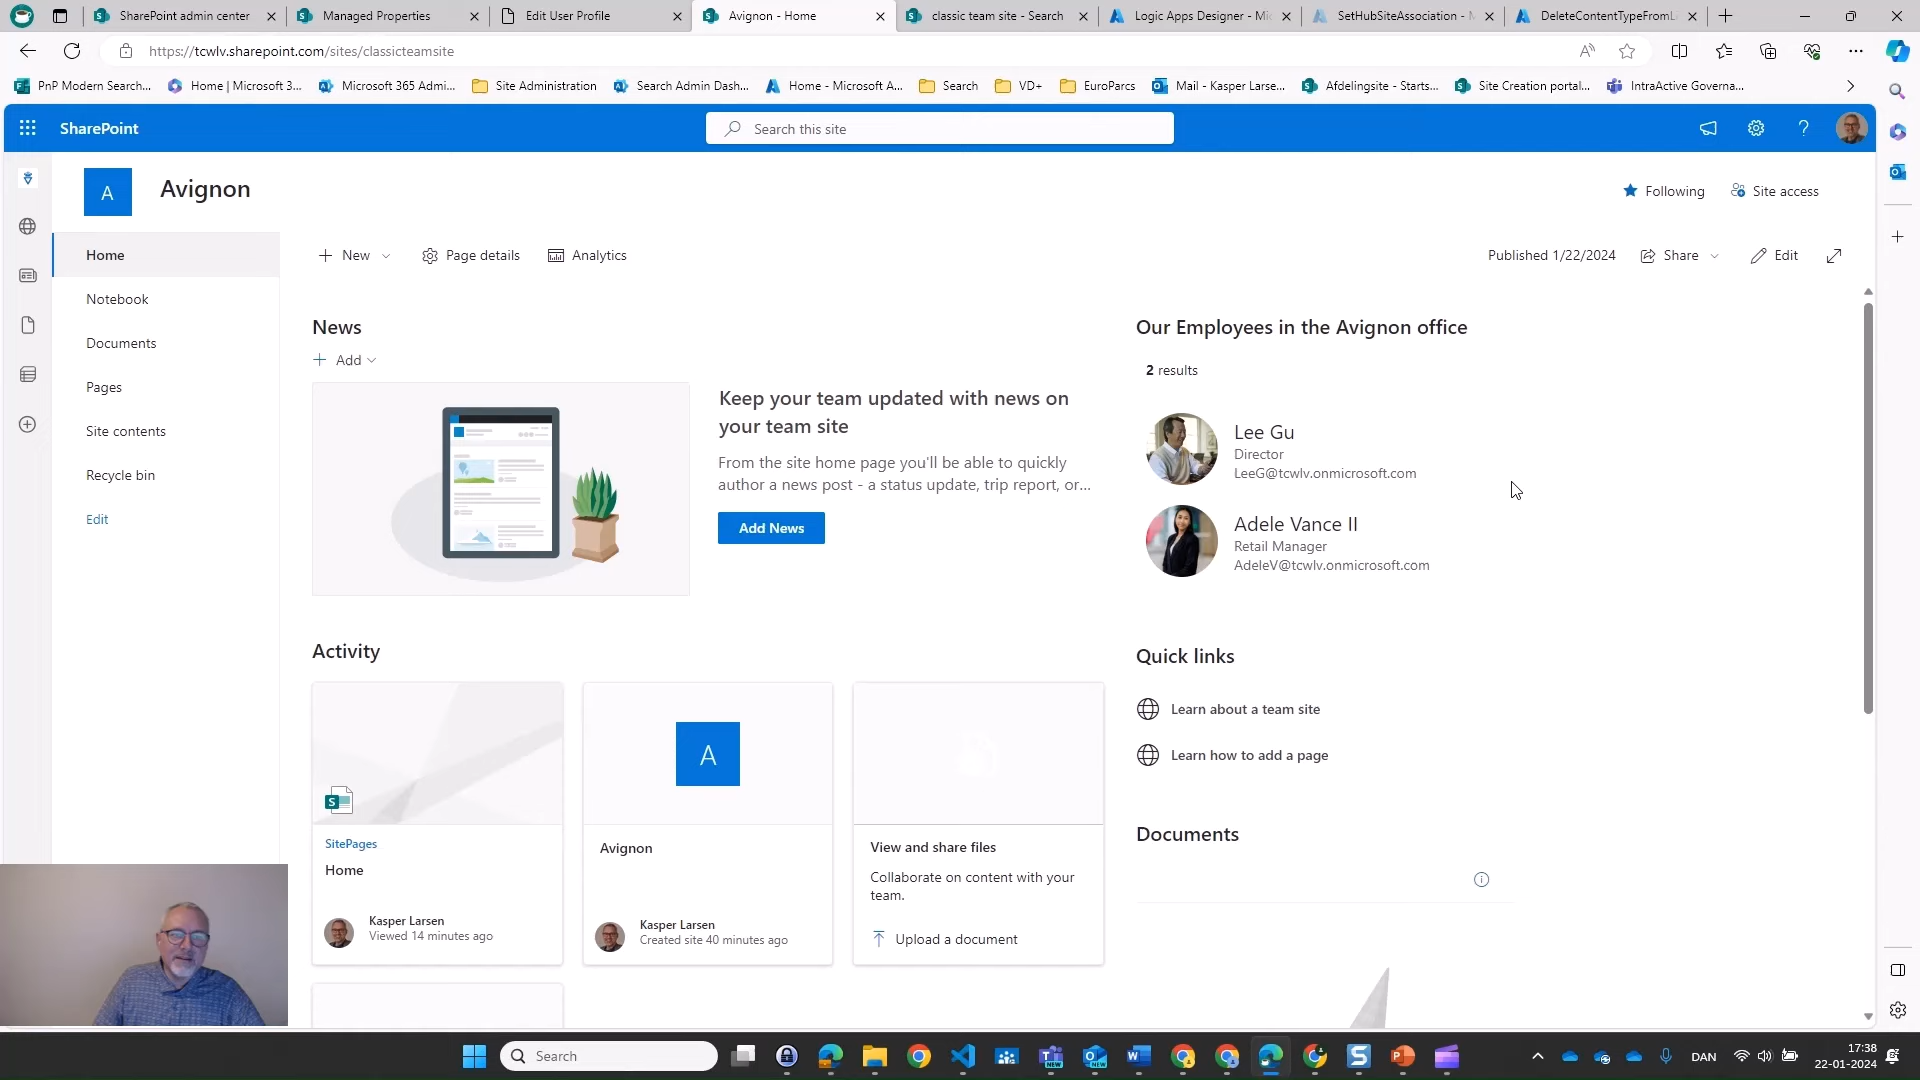 SharePoint admin center
Managed Properties
Edit User Profile
Avignon - Home
classic team site - Search
Logic Apps Designer - Mi
SetHubSiteAssociation - M
DeleteContentTypeFromL
https://tcwlv.sharepoint.com/sites/classicteamsite
PnP Modern Search...
Home | Microsoft 3...
Microsoft 365 Admi...
Site Administration
Search Admin Dash...
Home - Microsoft A...
Search
VD+
EuroParcs
Mail - Kasper Larse...
Afdelingsite - Starts...
Site Creation portal...
IntraActive Governa...
SharePoint
Search this site
A
Avignon
Following
Site access
Home
Notebook
Documents
Pages
Site contents
Recycle bin
Edit
New
Page details
Analytics
Published 1/22/2024
Share
Edit
News
Add
Keep your team updated with news on
your team site
From the site home page you'll be able to quickly
author a news post - a status update, trip report, or...
Add News
Our Employees in the Avignon office
2 results
Lee Gu
Director
LeeG@tcwlv.onmicrosoft.com
Adele Vance II
Retail Manager
AdeleV@tcwlv.onmicrosoft.com
Activity
SitePages
Home
Kasper Larsen
Viewed 14 minutes ago
A
Avignon
Kasper Larsen
Created site 40 minutes ago
View and share files
Collaborate on content with your
team.
Upload a document
Quick links
Learn about a team site
Learn how to add a page
Documents
Search
DAN
17:38
22-01-2024